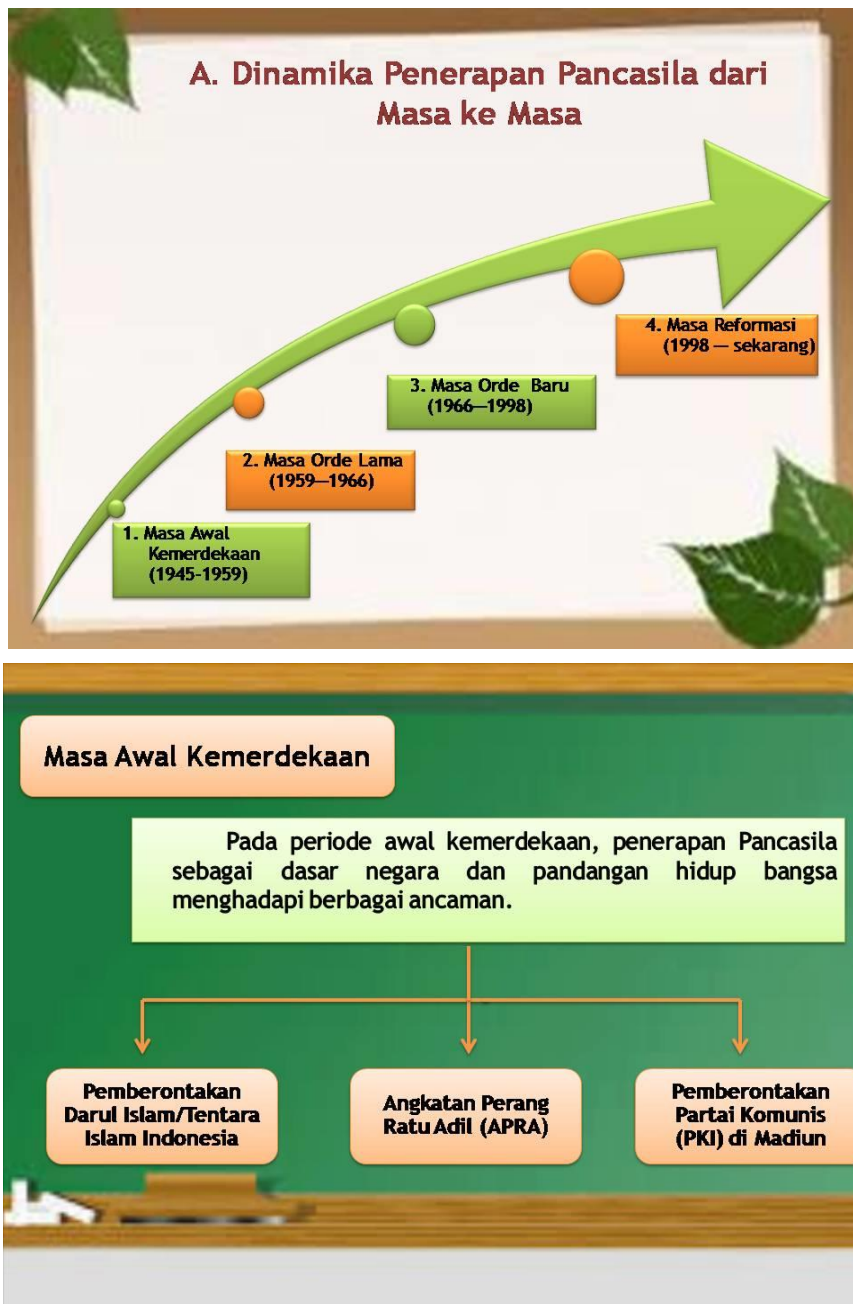 A. Dinamika Penerapan Pancasila dari
Masa ke Masa
4. Masa Reformasi
(1998 — sekarang)
3. Masa Orde Baru
(1966—1998)
2. Masa Orde Lama
(1959—1966)
1. Masa Awal
Kemerdekaan
(1945-1959)
Masa Awal Kemerdekaan
Pada periode awal kemerdekaan, penerapan Pancasila
sebagai dasar negara dan pandangan hidup bangsa
menghadapi berbagai ancaman.
Pemberontakan
Darul Islam/Tentara
Islam Indonesia
Angkatan Perang
Ratu Adil (APRA)
Pemberontakan
Partai Komunis
(PKI) di Madiun